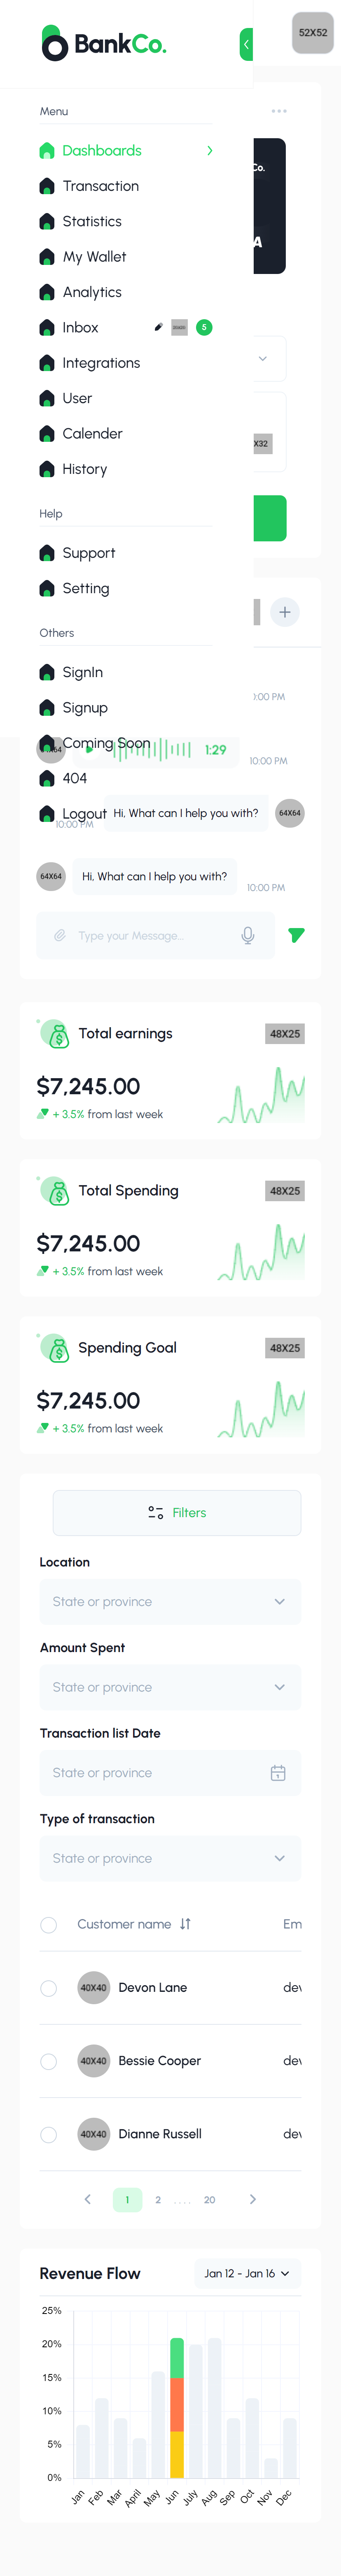 BankCo.
52X52
Menu
Dashboards
Co.
Transaction
Statistics
A
My Wallet
Analytics
Inbox
5
Integrations
User
Calender
X32
History
Help
Support
Setting
Others
SignIn
:00 PM
Signup
Coming Soon
1:29
10:00 PM
404
Logout
Hi, What can I help you with?
64X64
10:00 PM
64X64
Hi, What can I help you with?
10:00 PM
Type your Message...
Total earnings
48X25
$7,245.00
+ 3.5% from last week
Total Spending
48X25
$7,245.00
+ 3.5% from last week
Spending Goal
48X25
$7,245.00
+ 3.5% from last week
Filters
Location
State or province
Amount Spent
State or province
Transaction list Date
State or province
Type of transaction
State or province
Customer name
Em
40X40
Devon Lane
dev
40X40
Bessie Cooper
dev
40X40
Dianne Russell
dev
1
2
. . . .
20
Revenue Flow
Jan 12 - Jan 16
25%
20%
15%
10%
5%
0%
Jan
Feb
Mar
April
May
Jun
July
Aug
Sep
Oct
Nov
Dec